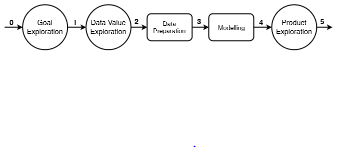 0
Goal
Exploration
1
Data Value
Exploration
2
Data
Preparation
3
Modelling
4
Product
Exploration
5